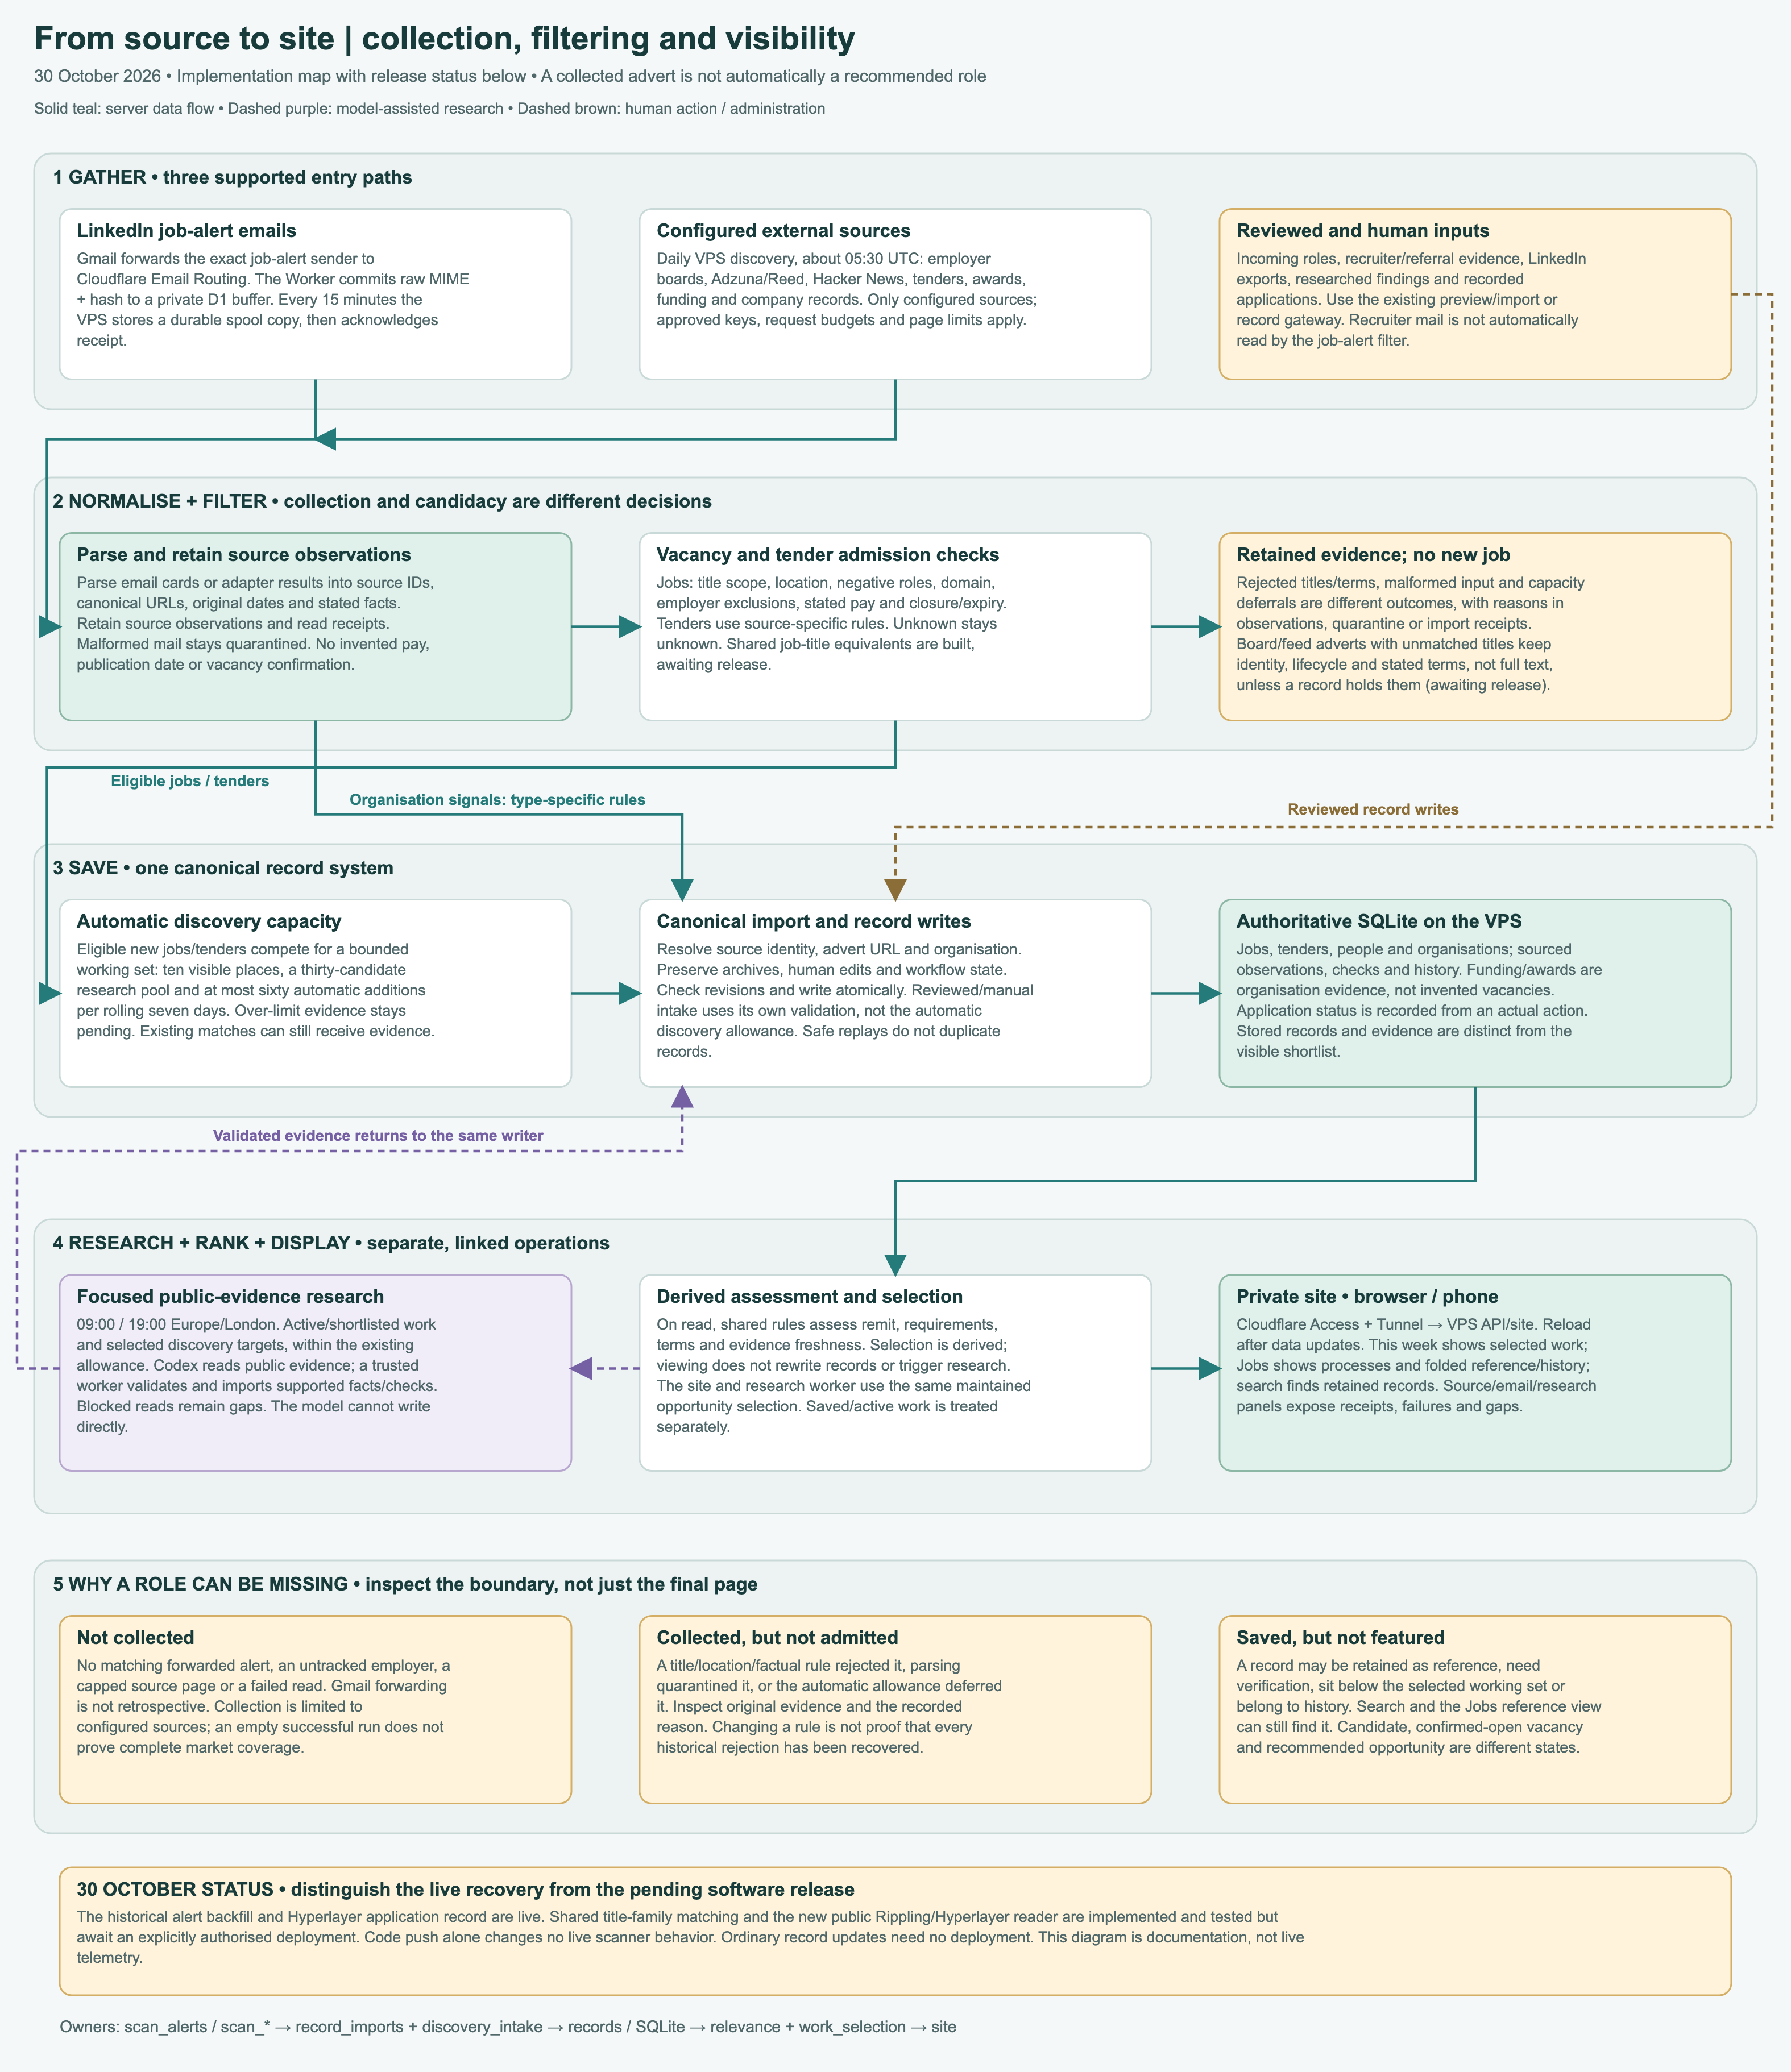 From source to site | collection, filtering and visibility
30 October 2026 • Implementation map with release status below • A collected advert is not automatically a recommended role
Solid teal: server data flow • Dashed purple: model-assisted research • Dashed brown: human action / administration
1 GATHER • three supported entry paths
LinkedIn job-alert emails
Gmail forwards the exact job-alert sender to
Cloudflare Email Routing. The Worker commits raw MIME
+ hash to a private D1 buffer. Every 15 minutes the
VPS stores a durable spool copy, then acknowledges
receipt.
Configured external sources
Daily VPS discovery, about 05:30 UTC: employer
boards, Adzuna/Reed, Hacker News, tenders, awards,
funding and company records. Only configured sources;
approved keys, request budgets and page limits apply.
Reviewed and human inputs
Incoming roles, recruiter/referral evidence, LinkedIn
exports, researched findings and recorded
applications. Use the existing preview/import or
record gateway. Recruiter mail is not automatically
read by the job-alert filter.
2 NORMALISE + FILTER • collection and candidacy are different decisions
Parse and retain source observations
Parse email cards or adapter results into source IDs,
canonical URLs, original dates and stated facts.
Retain source observations and read receipts.
Malformed mail stays quarantined. No invented pay,
publication date or vacancy confirmation.
Vacancy and tender admission checks
Jobs: title scope, location, negative roles, domain,
employer exclusions, stated pay and closure/expiry.
Tenders use source-specific rules. Unknown stays
unknown. Shared job-title equivalents are built,
awaiting release.
Retained evidence; no new job
Rejected titles/terms, malformed input and capacity
deferrals are different outcomes, with reasons in
observations, quarantine or import receipts.
Board/feed adverts with unmatched titles keep
identity, lifecycle and stated terms, not full text,
unless a record holds them (awaiting release).
Eligible jobs / tenders
Organisation signals: type-specific rules
Reviewed record writes
3 SAVE • one canonical record system
Automatic discovery capacity
Eligible new jobs/tenders compete for a bounded
working set: ten visible places, a thirty-candidate
research pool and at most sixty automatic additions
per rolling seven days. Over-limit evidence stays
pending. Existing matches can still receive evidence.
Canonical import and record writes
Resolve source identity, advert URL and organisation.
Preserve archives, human edits and workflow state.
Check revisions and write atomically. Reviewed/manual
intake uses its own validation, not the automatic
discovery allowance. Safe replays do not duplicate
records.
Authoritative SQLite on the VPS
Jobs, tenders, people and organisations; sourced
observations, checks and history. Funding/awards are
organisation evidence, not invented vacancies.
Application status is recorded from an actual action.
Stored records and evidence are distinct from the
visible shortlist.
Validated evidence returns to the same writer
4 RESEARCH + RANK + DISPLAY • separate, linked operations
Focused public-evidence research
09:00 / 19:00 Europe/London. Active/shortlisted work
and selected discovery targets, within the existing
allowance. Codex reads public evidence; a trusted
worker validates and imports supported facts/checks.
Blocked reads remain gaps. The model cannot write
directly.
Derived assessment and selection
On read, shared rules assess remit, requirements,
terms and evidence freshness. Selection is derived;
viewing does not rewrite records or trigger research.
The site and research worker use the same maintained
opportunity selection. Saved/active work is treated
separately.
Private site • browser / phone
Cloudflare Access + Tunnel → VPS API/site. Reload
after data updates. This week shows selected work;
Jobs shows processes and folded reference/history;
search finds retained records. Source/email/research
panels expose receipts, failures and gaps.
5 WHY A ROLE CAN BE MISSING • inspect the boundary, not just the final page
Not collected
No matching forwarded alert, an untracked employer, a
capped source page or a failed read. Gmail forwarding
is not retrospective. Collection is limited to
configured sources; an empty successful run does not
prove complete market coverage.
Collected, but not admitted
A title/location/factual rule rejected it, parsing
quarantined it, or the automatic allowance deferred
it. Inspect original evidence and the recorded
reason. Changing a rule is not proof that every
historical rejection has been recovered.
Saved, but not featured
A record may be retained as reference, need
verification, sit below the selected working set or
belong to history. Search and the Jobs reference view
can still find it. Candidate, confirmed-open vacancy
and recommended opportunity are different states.
30 OCTOBER STATUS • distinguish the live recovery from the pending software release
The historical alert backfill and Hyperlayer application record are live. Shared title-family matching and the new public Rippling/Hyperlayer reader are implemented and tested but
await an explicitly authorised deployment. Code push alone changes no live scanner behavior. Ordinary record updates need no deployment. This diagram is documentation, not live
telemetry.
Owners: scan_alerts / scan_* → record_imports + discovery_intake → records / SQLite → relevance + work_selection → site